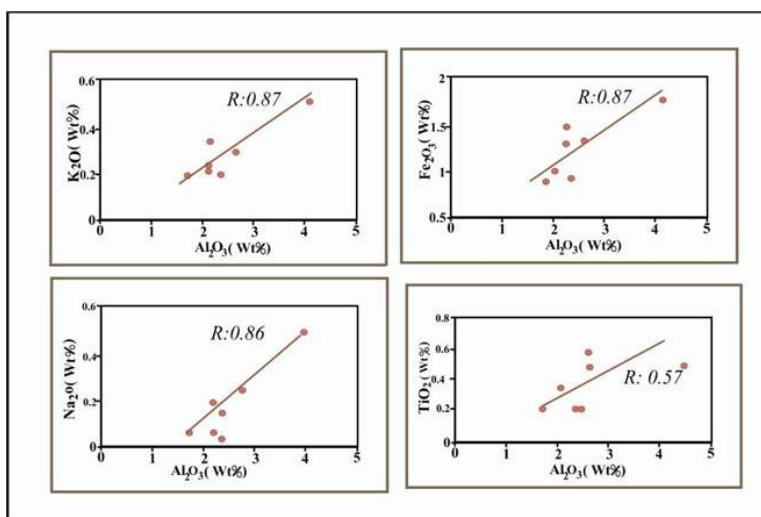 K2O (Wt%)
0.6
0.4
0.2
0
R:0.87
0 1 2 3 4 5
Al2O3( Wt%)
Fe2O3 (Wt%)
2
1.5
1
0.5
R:0.87
0 1 2 3 4 5
Al2O3( Wt%)
Na2o( Wt%)
0.6
0.4
0.2
0
R:0.86
0 1 2 3 4 5
Al2O3( Wt%)
TiO2 (Wt%)
0.8
0.6
0.4
0.2
0
R: 0.57
0 1 2 3 4 5
Al2O3( Wt%)